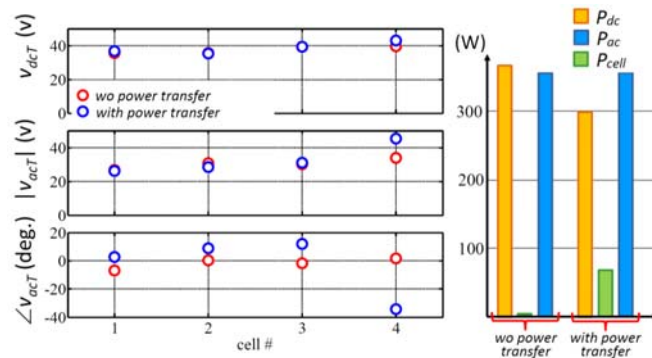 v_dcT (v)
40
20
0
wo power transfer
with power transfer
|v_acT| (v)
40
20
0
∠v_acT (deg.)
20
0
-20
-40
1 2 3 4
cell #
P_dc
P_ac
P_cell
(W)
300
200
100
wo power
transfer
with power
transfer